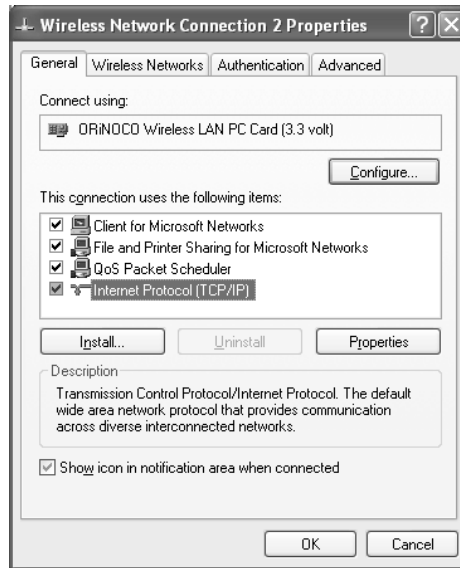 Wireless Network Connection 2 Properties
General Wireless Networks Authentication Advanced
Connect using:
ORiNOCO Wireless LAN PC Card (3.3 volt)
Configure...
This connection uses the following items:
Client for Microsoft Networks
File and Printer Sharing for Microsoft Networks
QoS Packet Scheduler
Internet Protocol (TCP/IP)
Install... Uninstall Properties
Description
Transmission Control Protocol/Internet Protocol. The default
wide area network protocol that provides communication
across diverse interconnected networks.
Show icon in notification area when connected
OK Cancel